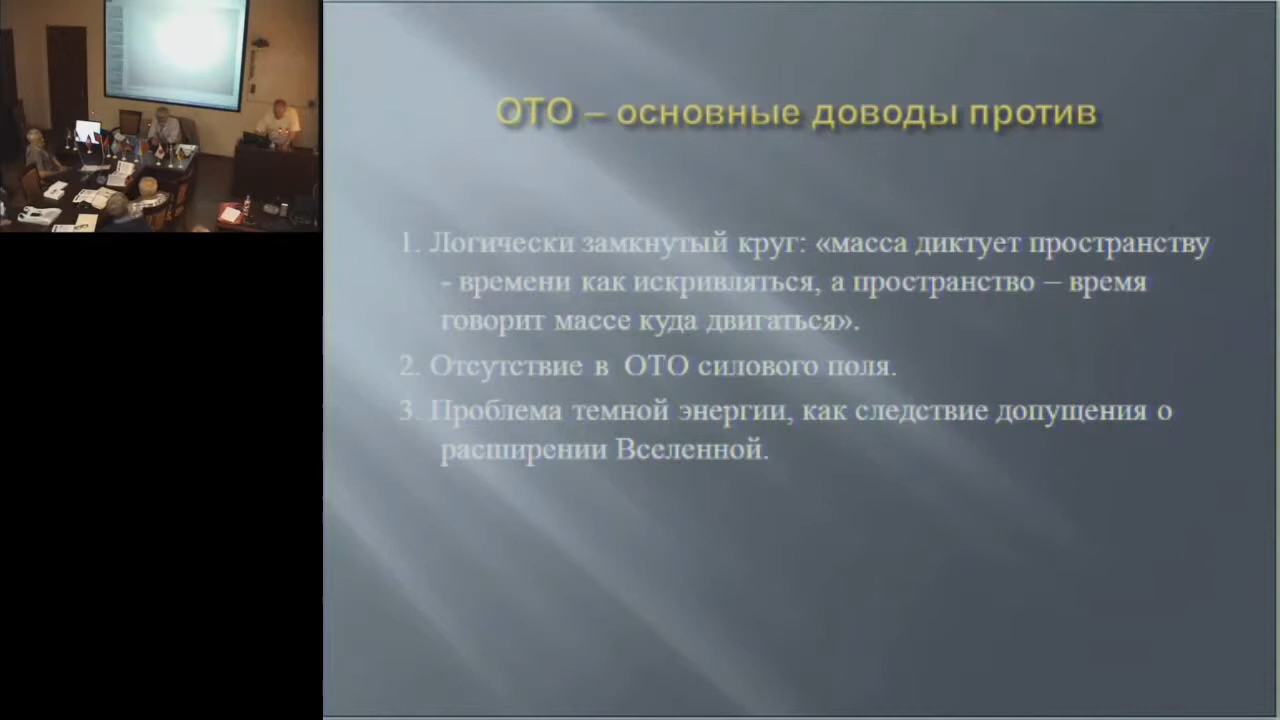 ОТО – основные доводы против
1. Логически замкнутый круг: «масса диктует пространству
- времени как искривляться, а пространство – время
говорит массе куда двигаться».
2. Отсутствие в ОТО силового поля.
3. Проблема темной энергии, как следствие допущения о
расширении Вселенной.